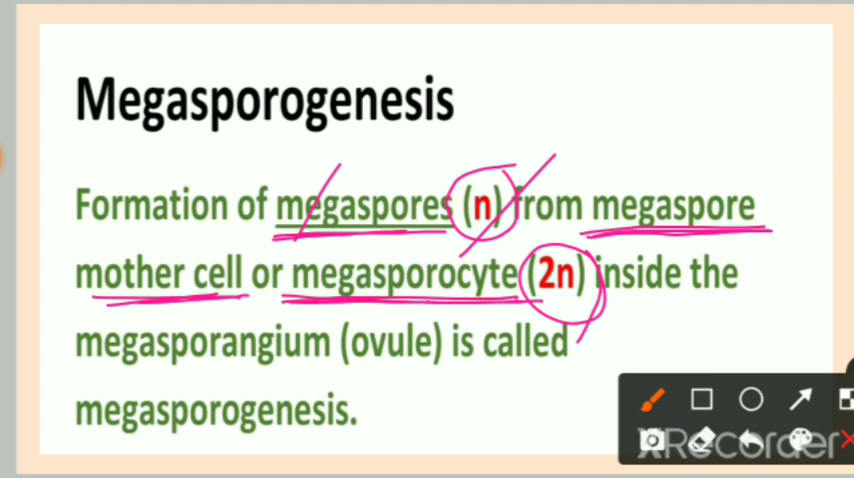 Megasporogenesis
Formation of megaspores (n) from megaspore
mother cell or megasporocyte (2n) inside the
megasporangium (ovule) is called
megasporogenesis.
XRecorder